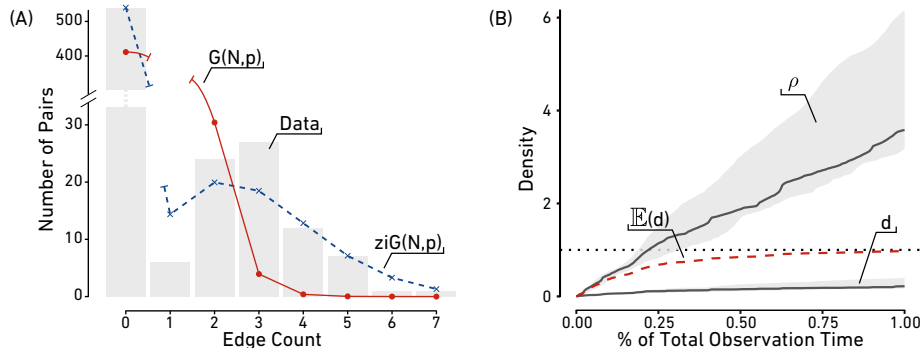 (A)
Number of Pairs
500
400
30
20
10
0
G(N,p)
Data
ziG(N,p)
0 1 2 3 4 5 6 7
Edge Count
(B)
Density
6
4
2
0
ρ
𝔼(d)
d
0.00 0.25 0.50 0.75 1.00
% of Total Observation Time